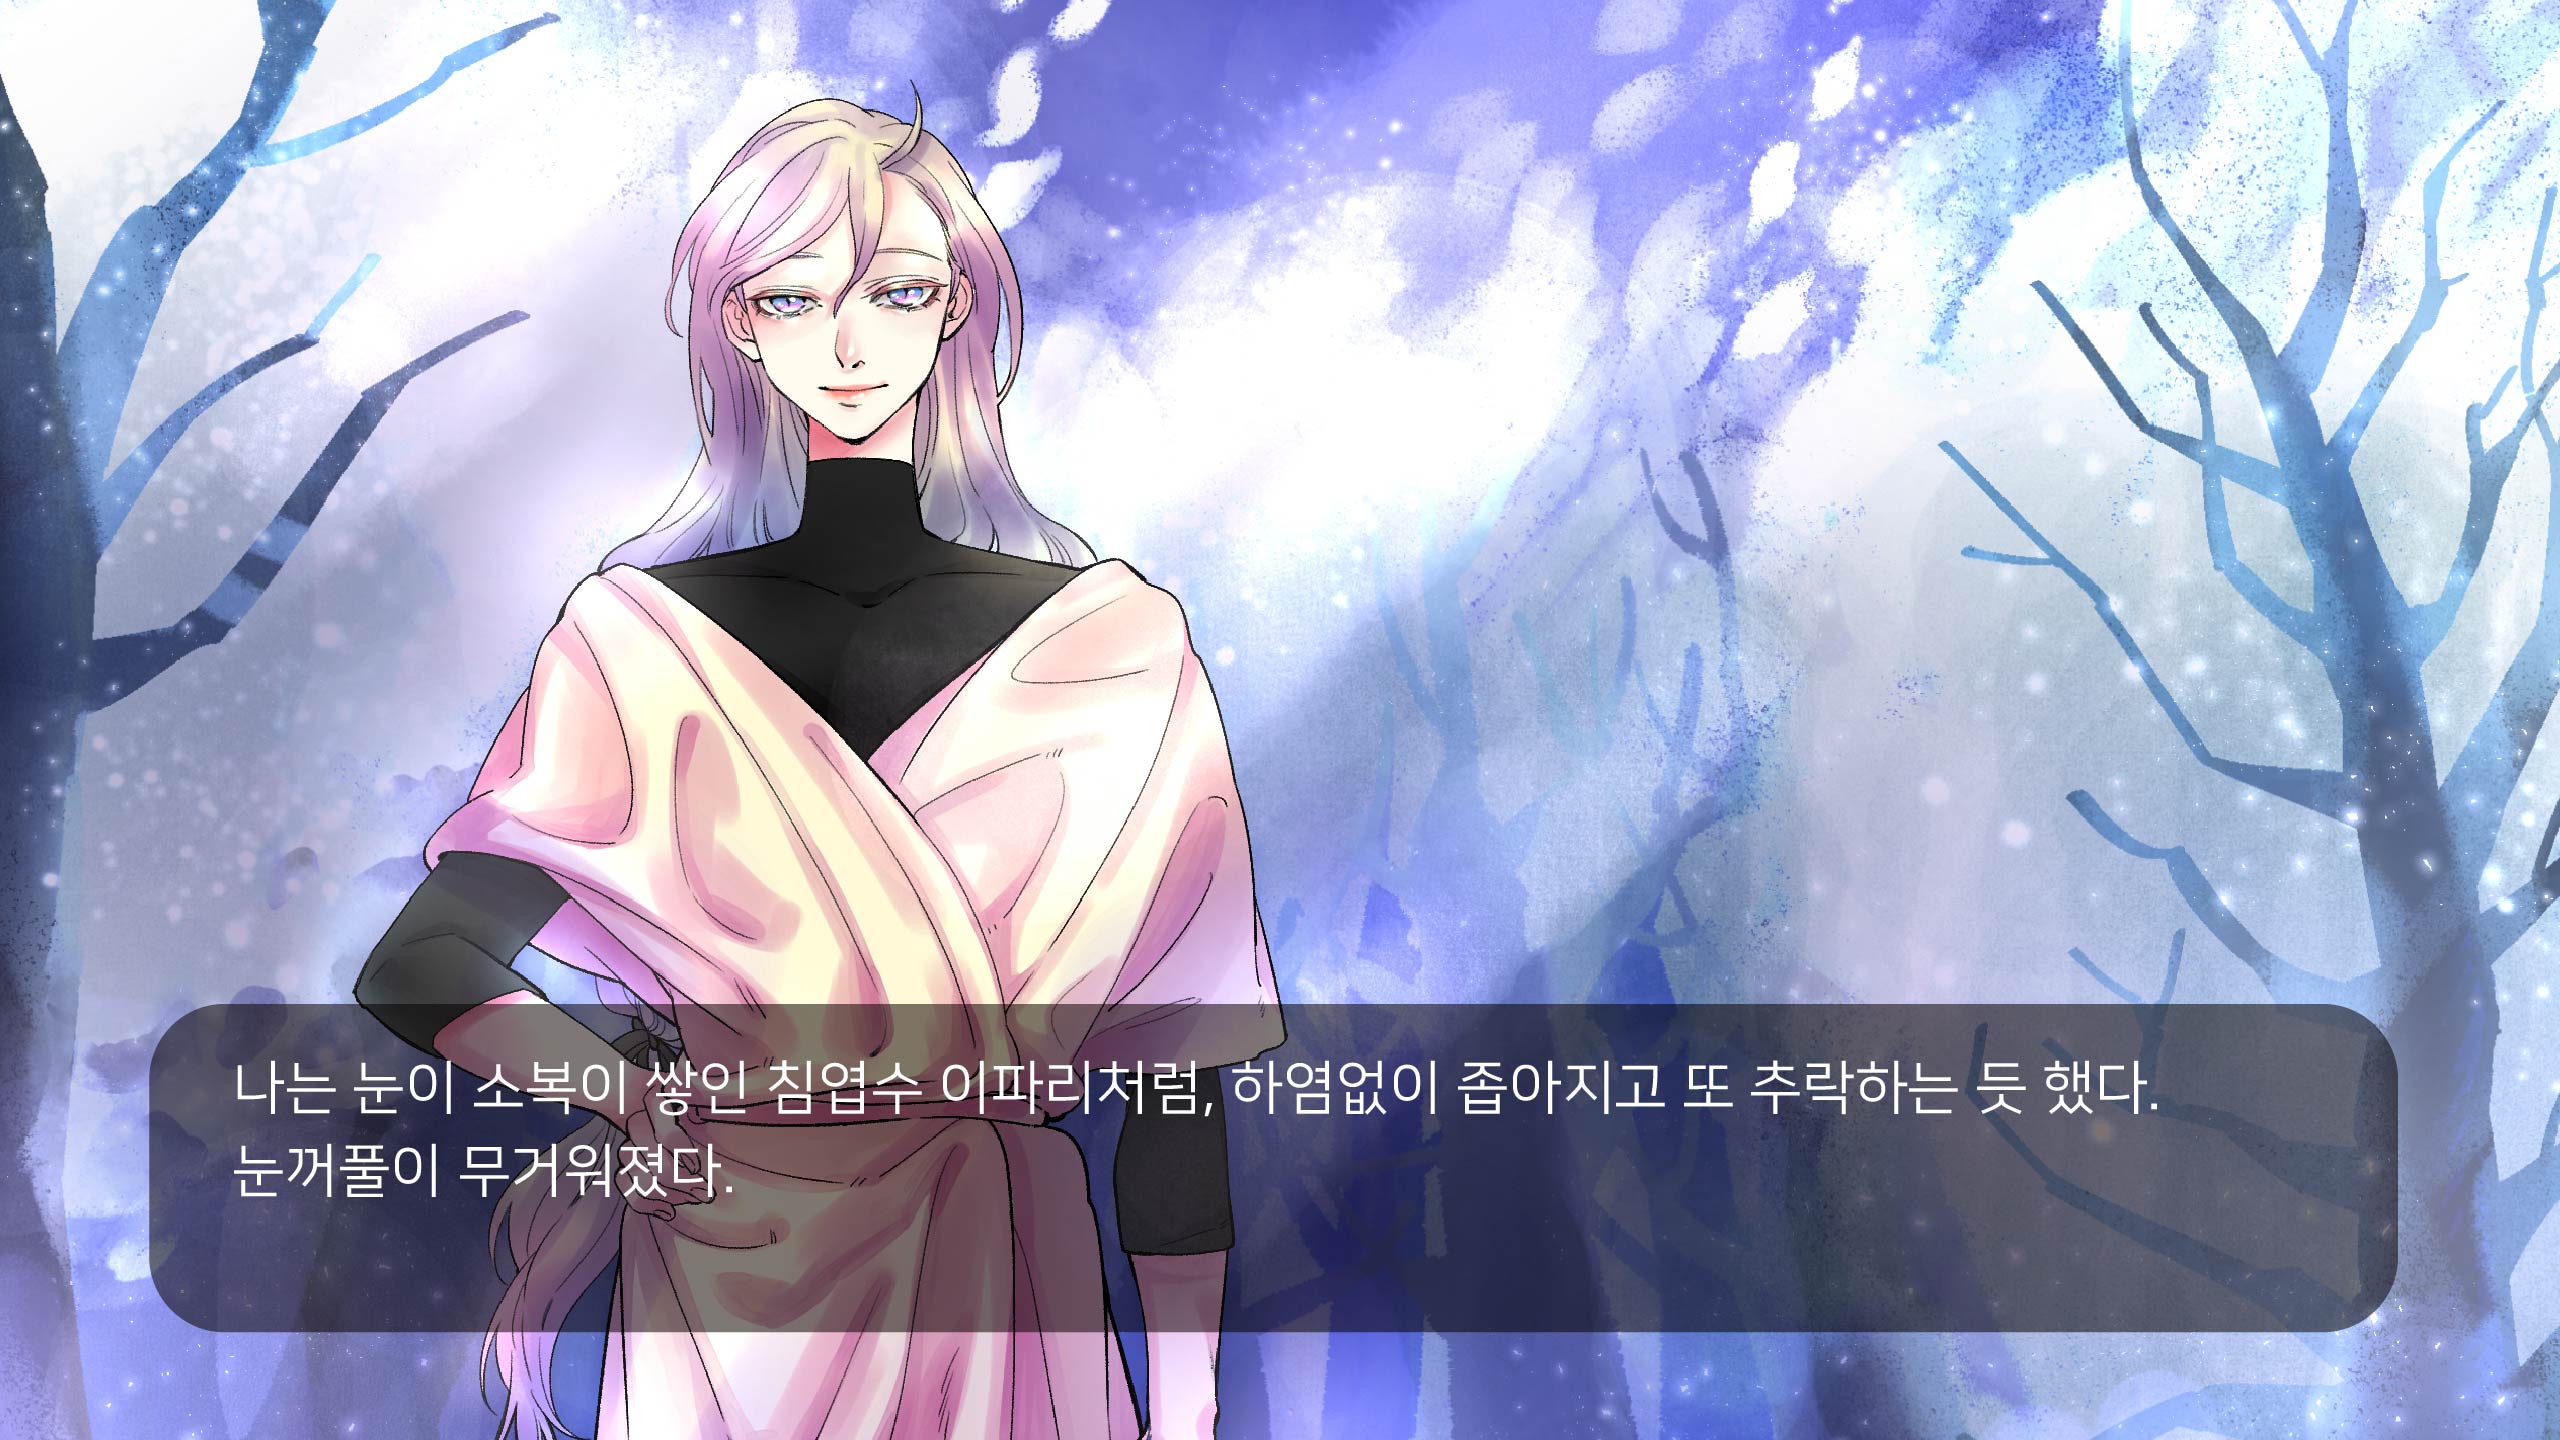 나는 눈이 소복이 쌓인 침엽수 이파리처럼, 하염없이 좁아지고 또 추락하는 듯 했다.
눈꺼풀이 무거워졌다.